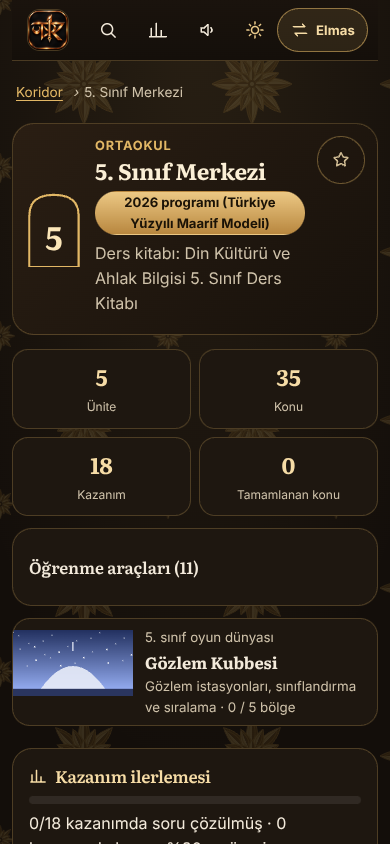 Elmas
Koridor › 5. Sınıf Merkezi
ORTAOKUL
5. Sınıf Merkezi
2026 programı (Türkiye
Yüzyılı Maarif Modeli)
5
Ders kitabı: Din Kültürü ve
Ahlak Bilgisi 5. Sınıf Ders
Kitabı
5
Ünite
35
Konu
18
Kazanım
0
Tamamlanan konu
Öğrenme araçları (11)
5. sınıf oyun dünyası
Gözlem Kubbesi
Gözlem istasyonları, sınıflandırma
ve sıralama · 0 / 5 bölge
Kazanım ilerlemesi
0/18 kazanımda soru çözülmüş · 0